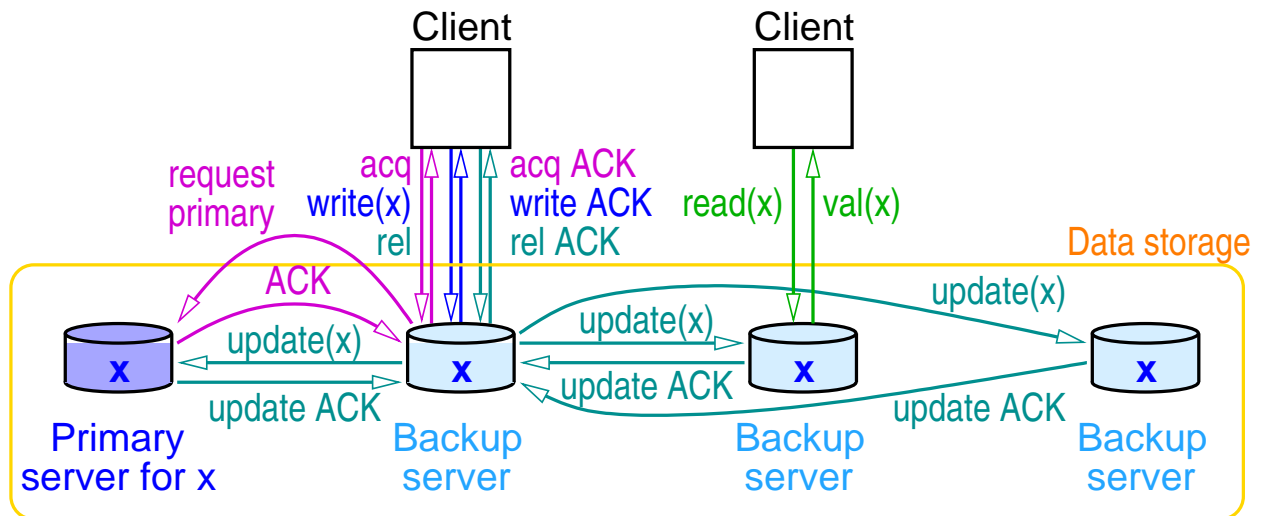 Client
Client
request
primary
acq
acq ACK
write(x)
write ACK
rel
rel ACK
read(x)
val(x)
Data storage
ACK
update(x)
update(x)
update(x)
x
x
x
x
update ACK
update ACK
update ACK
Primary
server for x
Backup
server
Backup
server
Backup
server